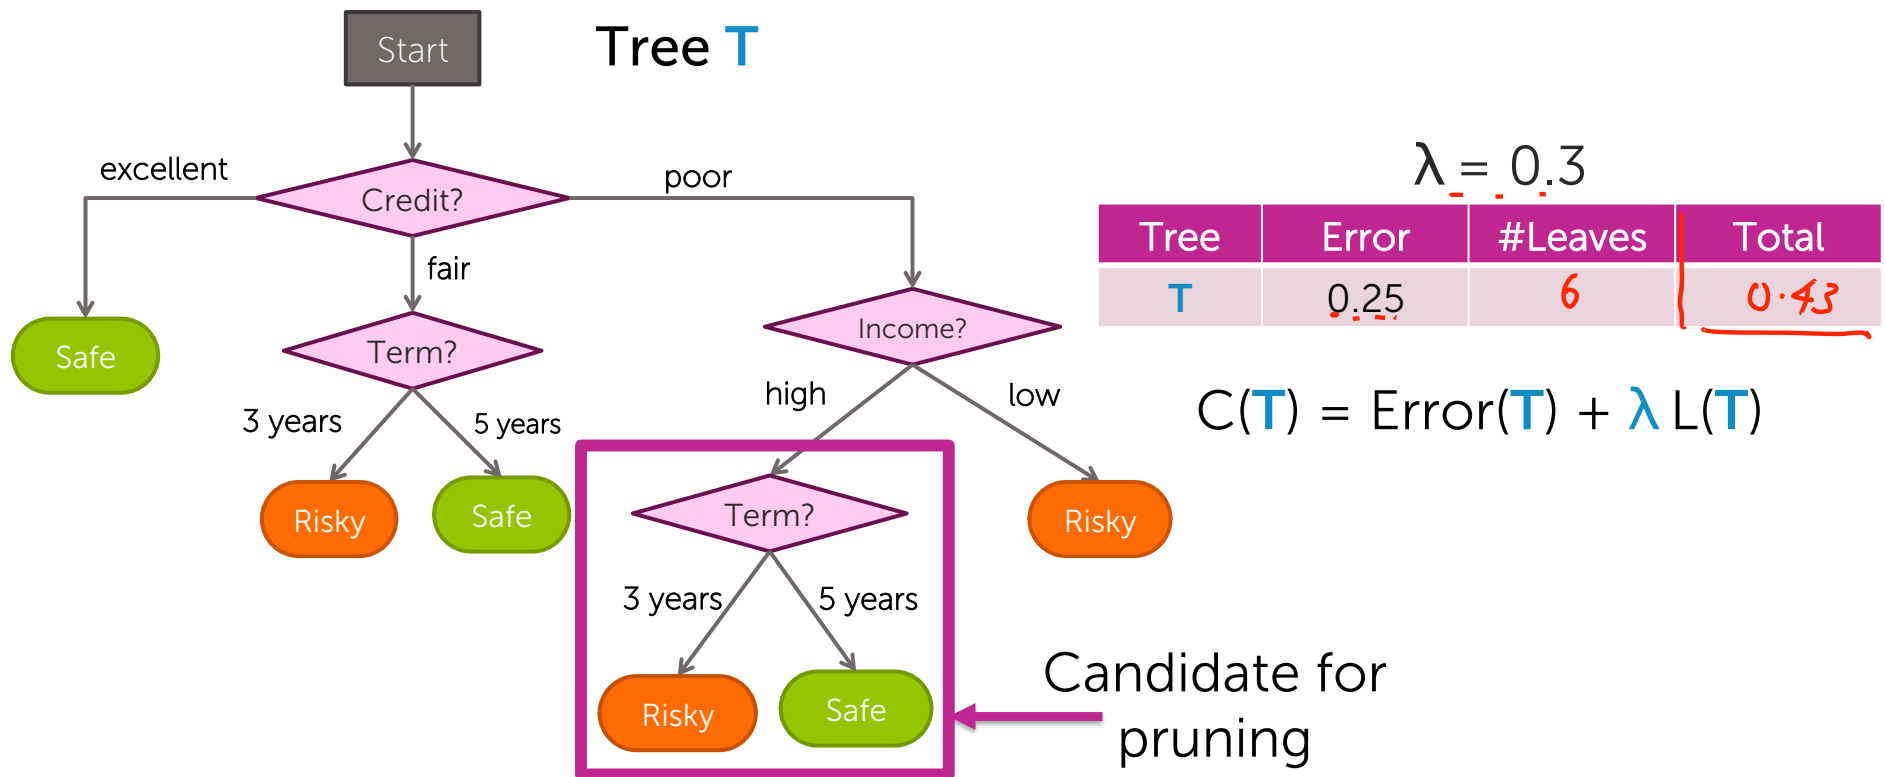 Start
Tree T
excellent
Credit?
poor
fair
Safe
Term?
3 years
5 years
Risky
Safe
Income?
high
low
Term?
Risky
3 years
5 years
Risky
Safe
Candidate for
pruning
λ = 0.3
Tree Error #Leaves Total
T 0.25 6 0.43
C(T) = Error(T) + λ L(T)